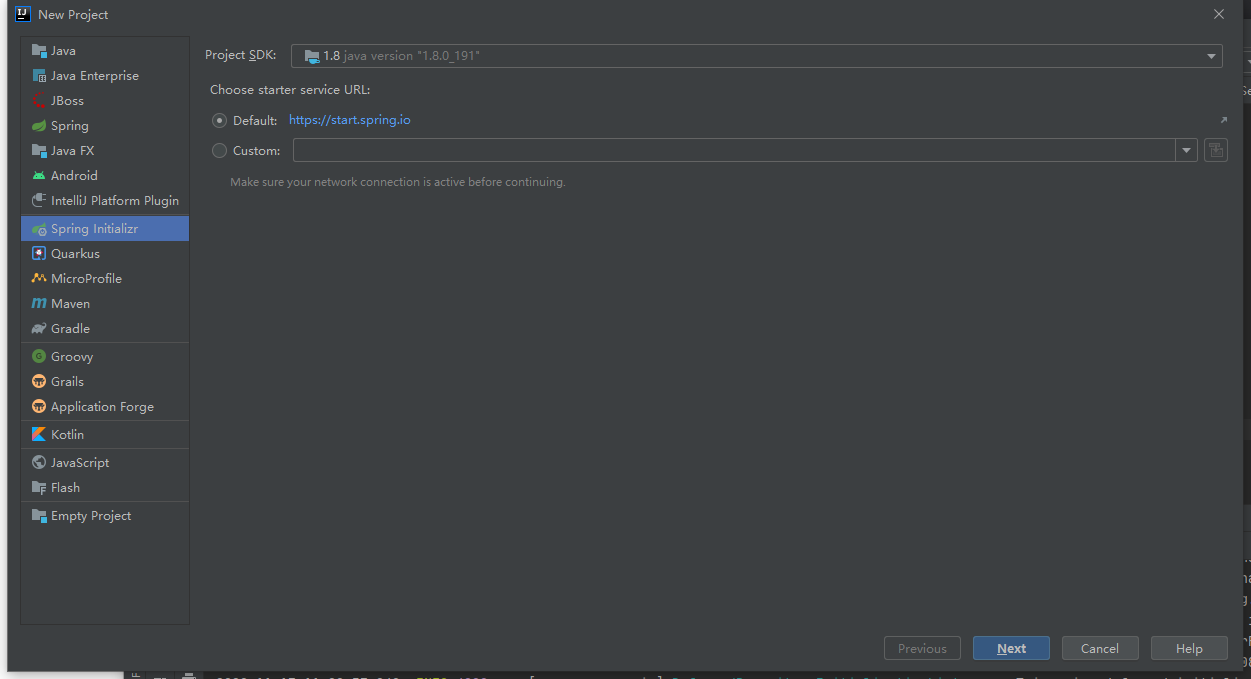 New Project
Java
Java Enterprise
JBoss
Spring
Java FX
Android
IntelliJ Platform Plugin
Spring Initializr
Quarkus
MicroProfile
Maven
Gradle
Groovy
Grails
Application Forge
Kotlin
JavaScript
Flash
Empty Project
Project SDK: 1.8 java version "1.8.0_191"
Choose starter service URL:
Default: https://start.spring.io
Custom:
Make sure your network connection is active before continuing.
Previous Next Cancel Help